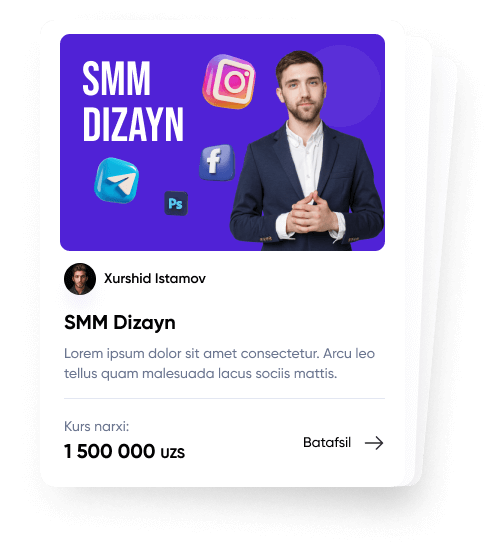 SMM
DIZAYN
f
Ps
Xurshid Istamov
SMM Dizayn
Lorem ipsum dolor sit amet consectetur. Arcu leo
tellus quam malesuada lacus sociis mattis.
Kurs narxi:
1 500 000 UZS
Batafsil